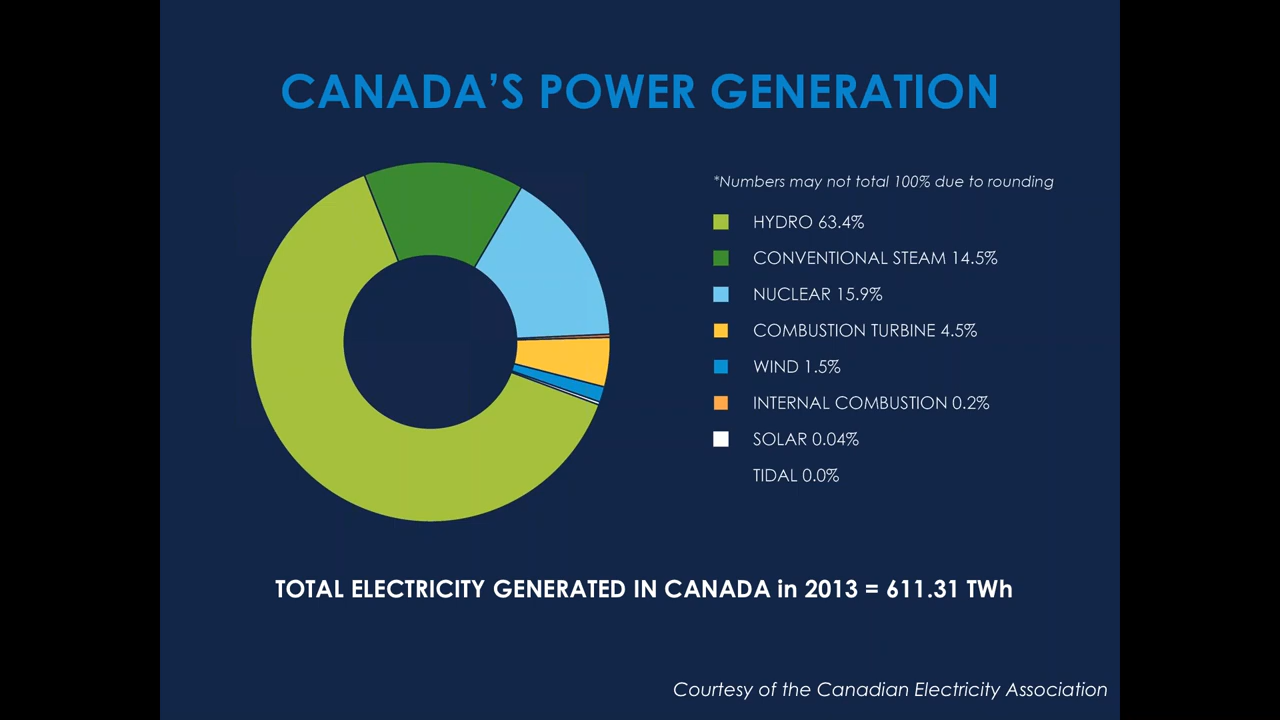 CANADA'S POWER GENERATION
*Numbers may not total 100% due to rounding
HYDRO 63.4%
CONVENTIONAL STEAM 14.5%
NUCLEAR 15.9%
COMBUSTION TURBINE 4.5%
WIND 1.5%
INTERNAL COMBUSTION 0.2%
SOLAR 0.04%
TIDAL 0.0%
TOTAL ELECTRICITY GENERATED IN CANADA in 2013 = 611.31 TWh
Courtesy of the Canadian Electricity Association